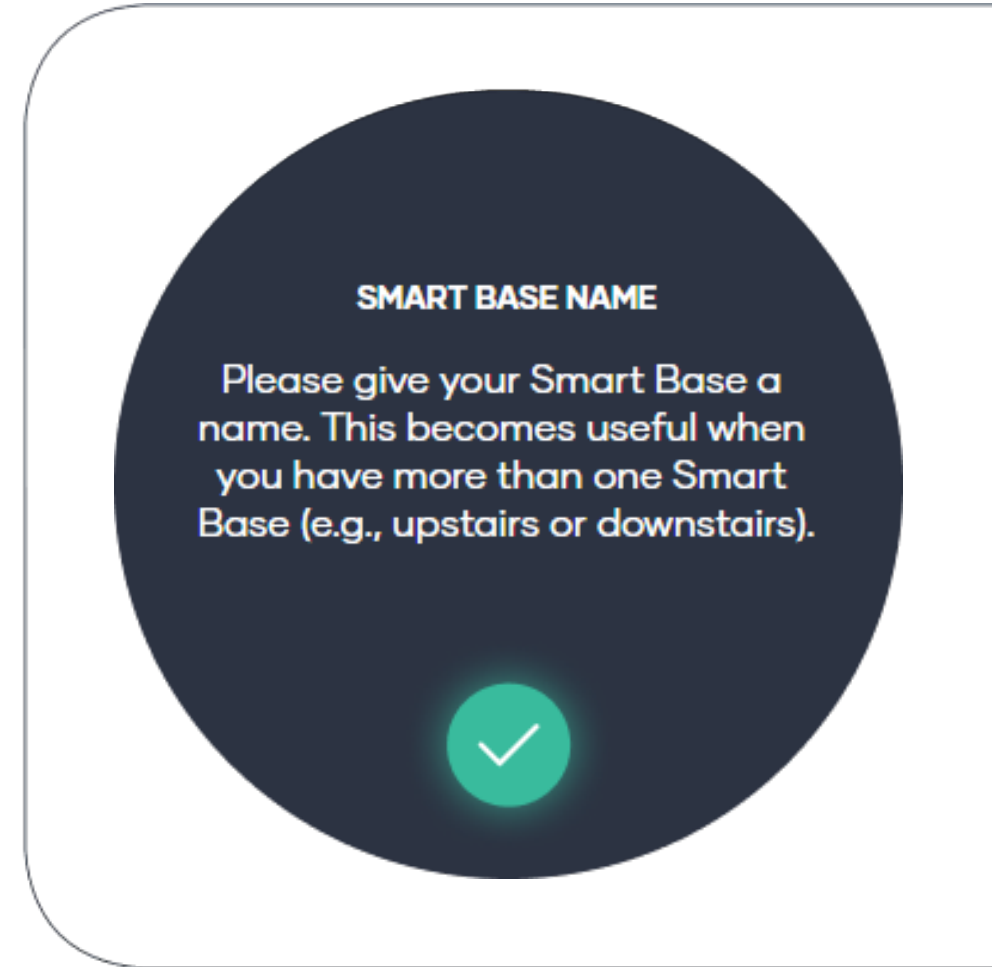 SMART BASE NAME
Please give your Smart Base a
name. This becomes useful when
you have more than one Smart
Base (e.g., upstairs or downstairs).